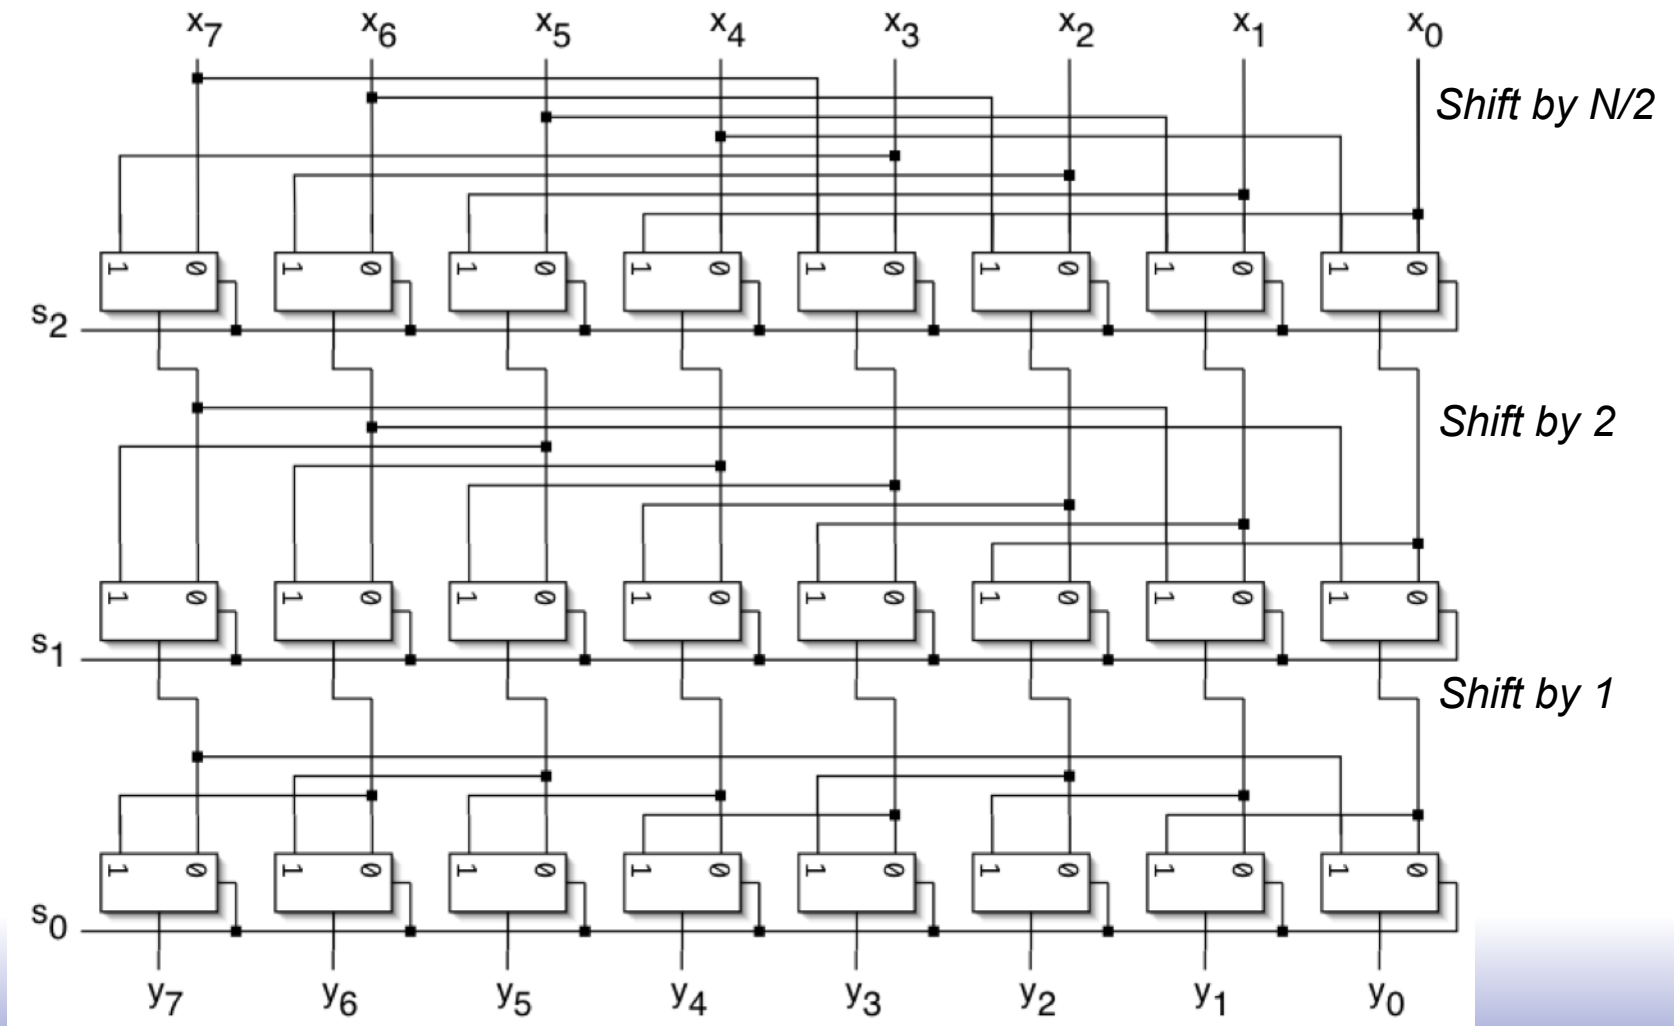 x7 x6 x5 x4 x3 x2 x1 x0
Shift by N/2
1 0 1 0 1 0 1 0 1 0 1 0 1 0 1 0
s2
Shift by 2
1 0 1 0 1 0 1 0 1 0 1 0 1 0 1 0
s1
Shift by 1
1 0 1 0 1 0 1 0 1 0 1 0 1 0 1 0
s0
y7 y6 y5 y4 y3 y2 y1 y0